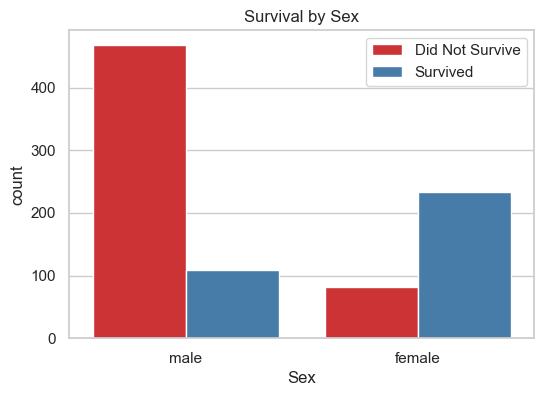 Survival by Sex
Did Not Survive
Survived
count
400
300
200
100
0
male
female
Sex